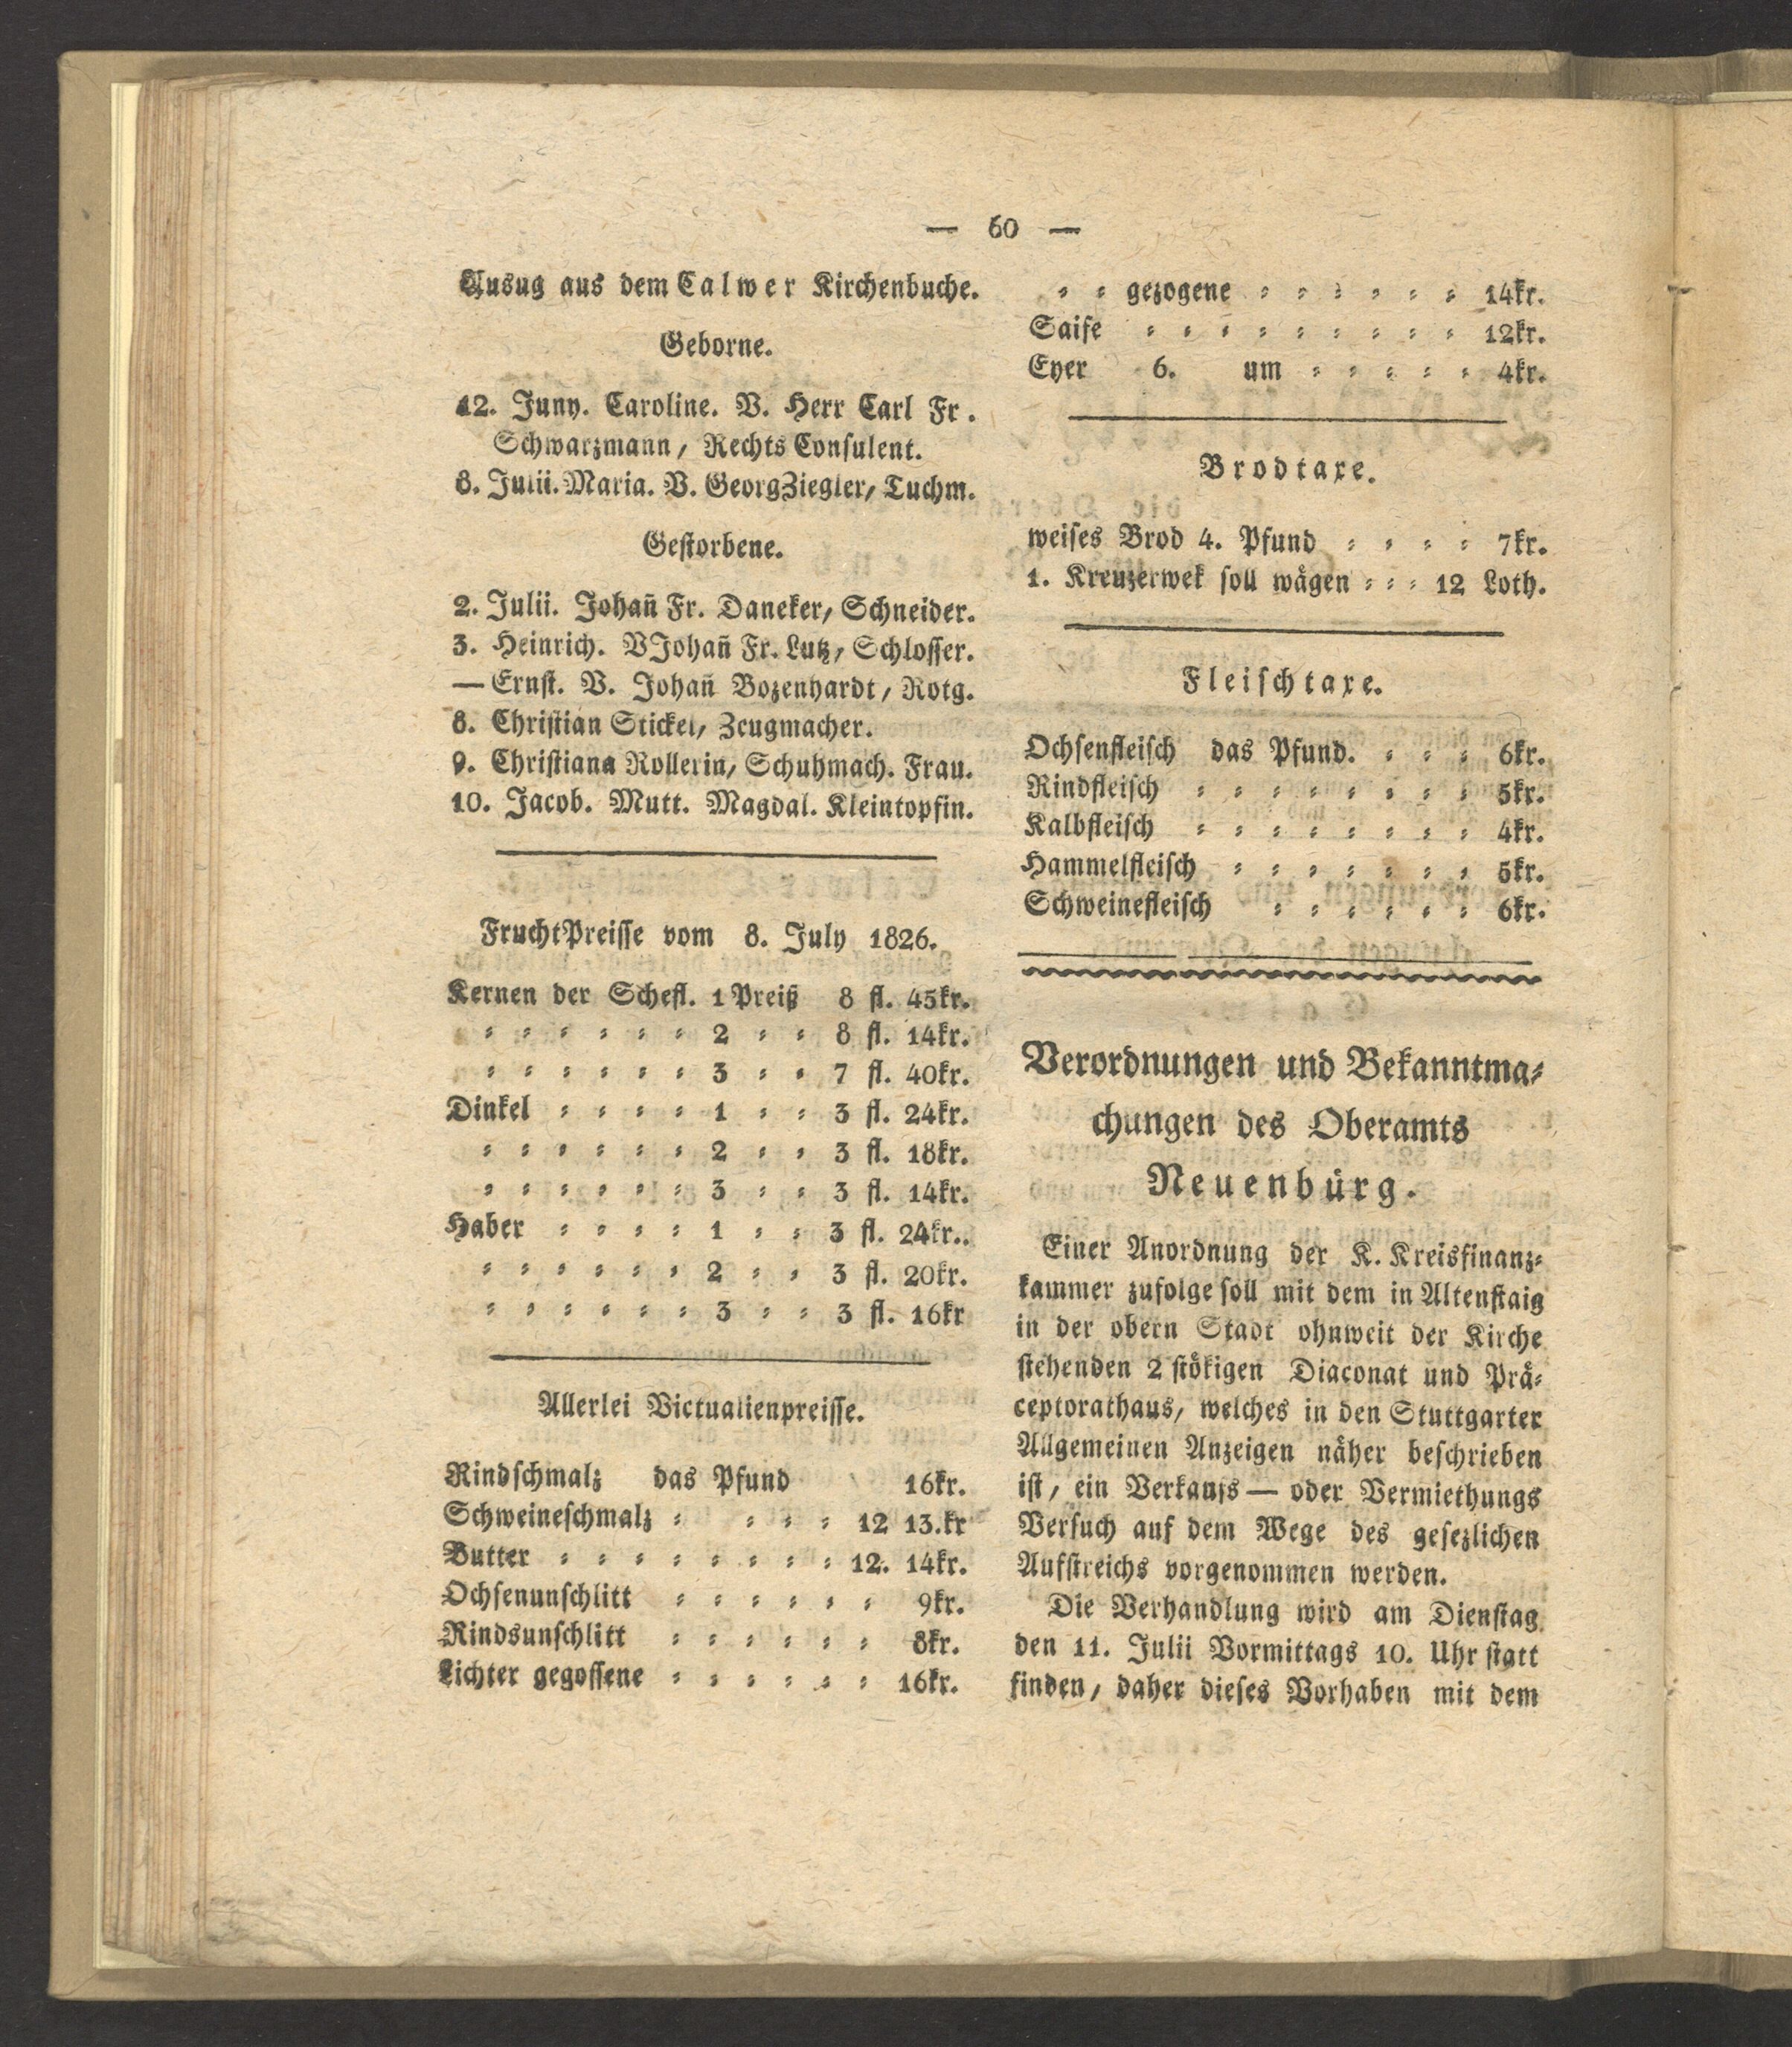 — 60 —
Ausug aus dem Calwer Kirchenbuche.
Geborne.
12. Juny. Caroline. V. Herr Carl Fr.
Schwarzmann, Rechts Consulent.
8. Julii. Maria. V. Georg Ziegler, Tuchm.
Gestorbene.
2. Julii. Johañ Fr. Daneker, Schneider.
3. Heinrich. V Johañ Fr. Lutz, Schlosser.
— Ernst. V. Johañ Bozenhardt, Rotg.
8. Christian Stickel, Zeugmacher.
9. Christiana Rollerin, Schuhmach. Frau.
10. Jacob. Mutt. Magdal. Kleintopfin.
FruchtPreisse vom 8. July 1826.
Kernen der Schefl. 1 Preiß 8 fl. 45kr.
= = = = = = 2 = = 8 fl. 14kr.
= = = = = = 3 = = 7 fl. 40kr.
Dinkel = = = = 1 = = 3 fl. 24kr.
= = = = = = 2 = = 3 fl. 18kr.
= = = = = = 3 = = 3 fl. 14kr.
Haber = = = = 1 = = 3 fl. 24kr..
= = = = = = 2 = = 3 fl. 20kr.
= = = = = = 3 = = 3 fl. 16kr
Allerlei Victualienpreisse.
Rindschmalz das Pfund 16kr.
Schweineschmalz = = = = 12 13.kr
Butter = = = = = = = = 12. 14kr.
Ochsenunschlitt = = = = = = 9kr.
Rindsunschlitt = = = = = = 8kr.
Lichter gegossene = = = = = = 16kr.
= = gezogene = = = = = = 14kr.
Saife = = = = = = = = = 12kr.
Eyer 6. um = = = = = 4kr.
Brodtaxe.
weises Brod 4. Pfund = = = = 7kr.
1. Kreuzerwek soll wägen = = = 12 Loth.
Fleischtaxe.
Ochsenfleisch das Pfund. = = = 6kr.
Rindfleisch = = = = = = = = 5kr.
Kalbfleisch = = = = = = = = 4kr.
Hammelfleisch = = = = = = = 5kr.
Schweinefleisch = = = = = = 6kr.
Verordnungen und Bekanntma=
chungen des Oberamts
Neuenbürg.
Einer Anordnung der K. Kreisfinanz=
kammer zufolge soll mit dem in Altenstaig
in der obern Stadt ohnweit der Kirche
stehenden 2 stökigen Diaconat und Prä=
ceptorathaus, welches in den Stuttgarter
Allgemeinen Anzeigen näher beschrieben
ist, ein Verkaufs — oder Vermiethungs
Versuch auf dem Wege des gesezlichen
Aufstreichs vorgenommen werden.
Die Verhandlung wird am Dienstag
den 11. Julii Vormittags 10. Uhr statt
finden, daher dieses Vorhaben mit dem